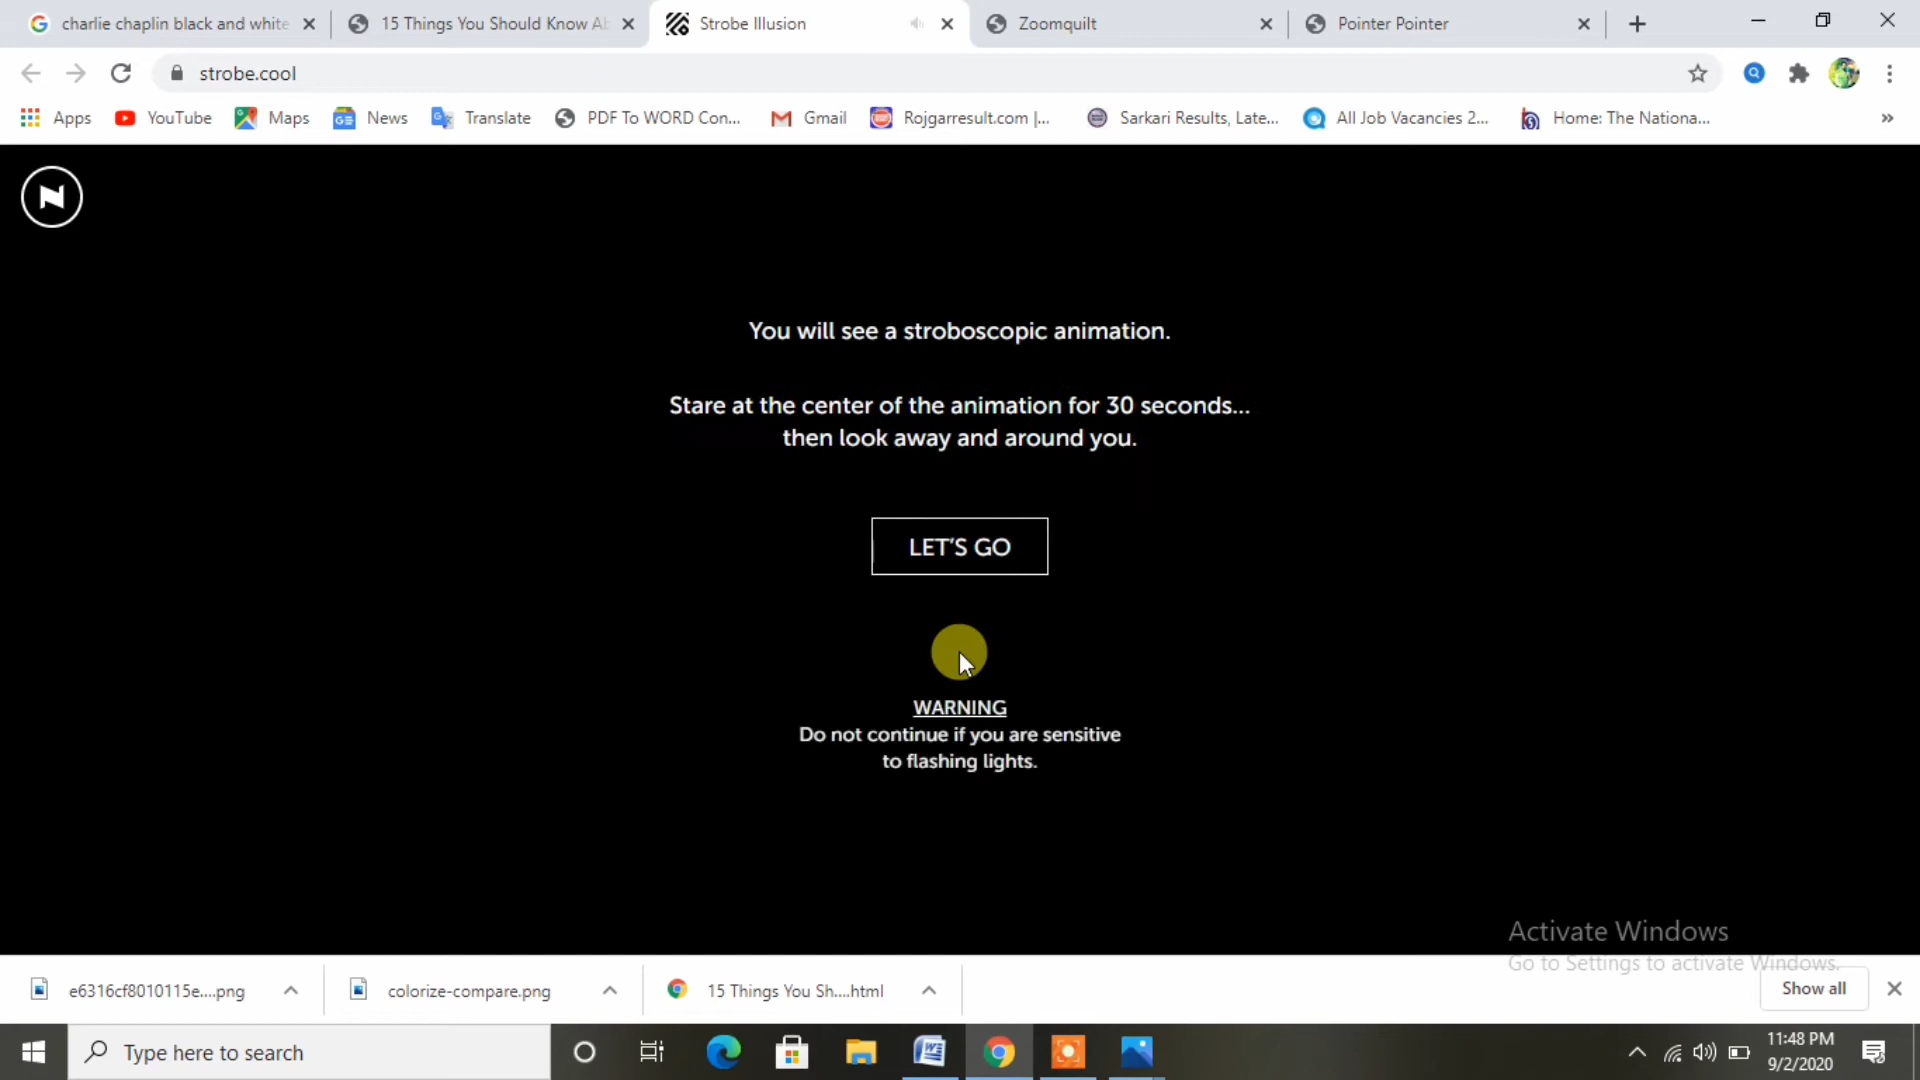 charlie chaplin black and white
15 Things You Should Know Ab
Strobe Illusion
Zoomquilt
Pointer Pointer
strobe.cool
Apps
YouTube
Maps
News
Translate
PDF To WORD Con...
Gmail
Rojgarresult.com |...
Sarkari Results, Late...
All Job Vacancies 2...
Home: The Nationa...
You will see a stroboscopic animation.
Stare at the center of the animation for 30 seconds...
then look away and around you.
LET'S GO
WARNING
Do not continue if you are sensitive
to flashing lights.
Activate Windows
Go to Settings to activate Windows.
e6316cf8010115e....png
colorize-compare.png
15 Things You Sh....html
Show all
Type here to search
11:48 PM
9/2/2020